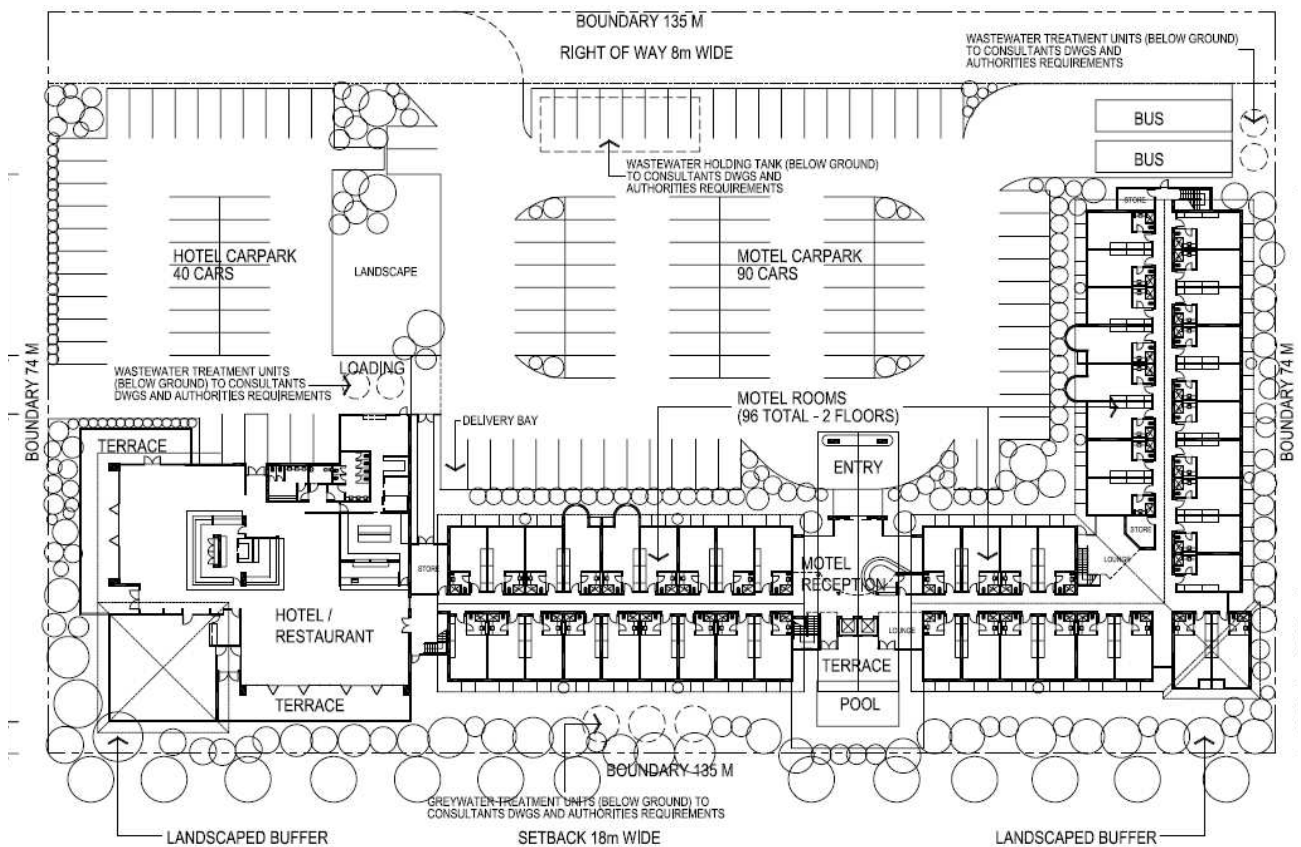 BOUNDARY 135 M
RIGHT OF WAY 8m WIDE
WASTEWATER TREATMENT UNITS (BELOW GROUND)
TO CONSULTANTS DWGS AND
AUTHORITIES REQUIREMENTS
BUS
BUS
WASTEWATER HOLDING TANK (BELOW GROUND)
TO CONSULTANTS DWGS AND
AUTHORITIES REQUIREMENTS
STORE
HOTEL CARPARK
40 CARS
LANDSCAPE
MOTEL CARPARK
90 CARS
WASTEWATER TREATMENT UNITS
(BELOW GROUND) TO CONSULTANTS
DWGS AND AUTHORITIES REQUIREMENTS
LOADING
BOUNDARY 74 M
BOUNDARY 74 M
MOTEL ROOMS
(96 TOTAL - 2 FLOORS)
DELIVERY BAY
TERRACE
ENTRY
STORE
LOUNGE
STORE
MOTEL
RECEPTION
HOTEL /
RESTAURANT
LOUNGE
TERRACE
TERRACE
POOL
BOUNDARY 135 M
GREYWATER TREATMENT UNITS (BELOW GROUND) TO
CONSULTANTS DWGS AND AUTHORITIES REQUIREMENTS
LANDSCAPED BUFFER
SETBACK 18m WIDE
LANDSCAPED BUFFER